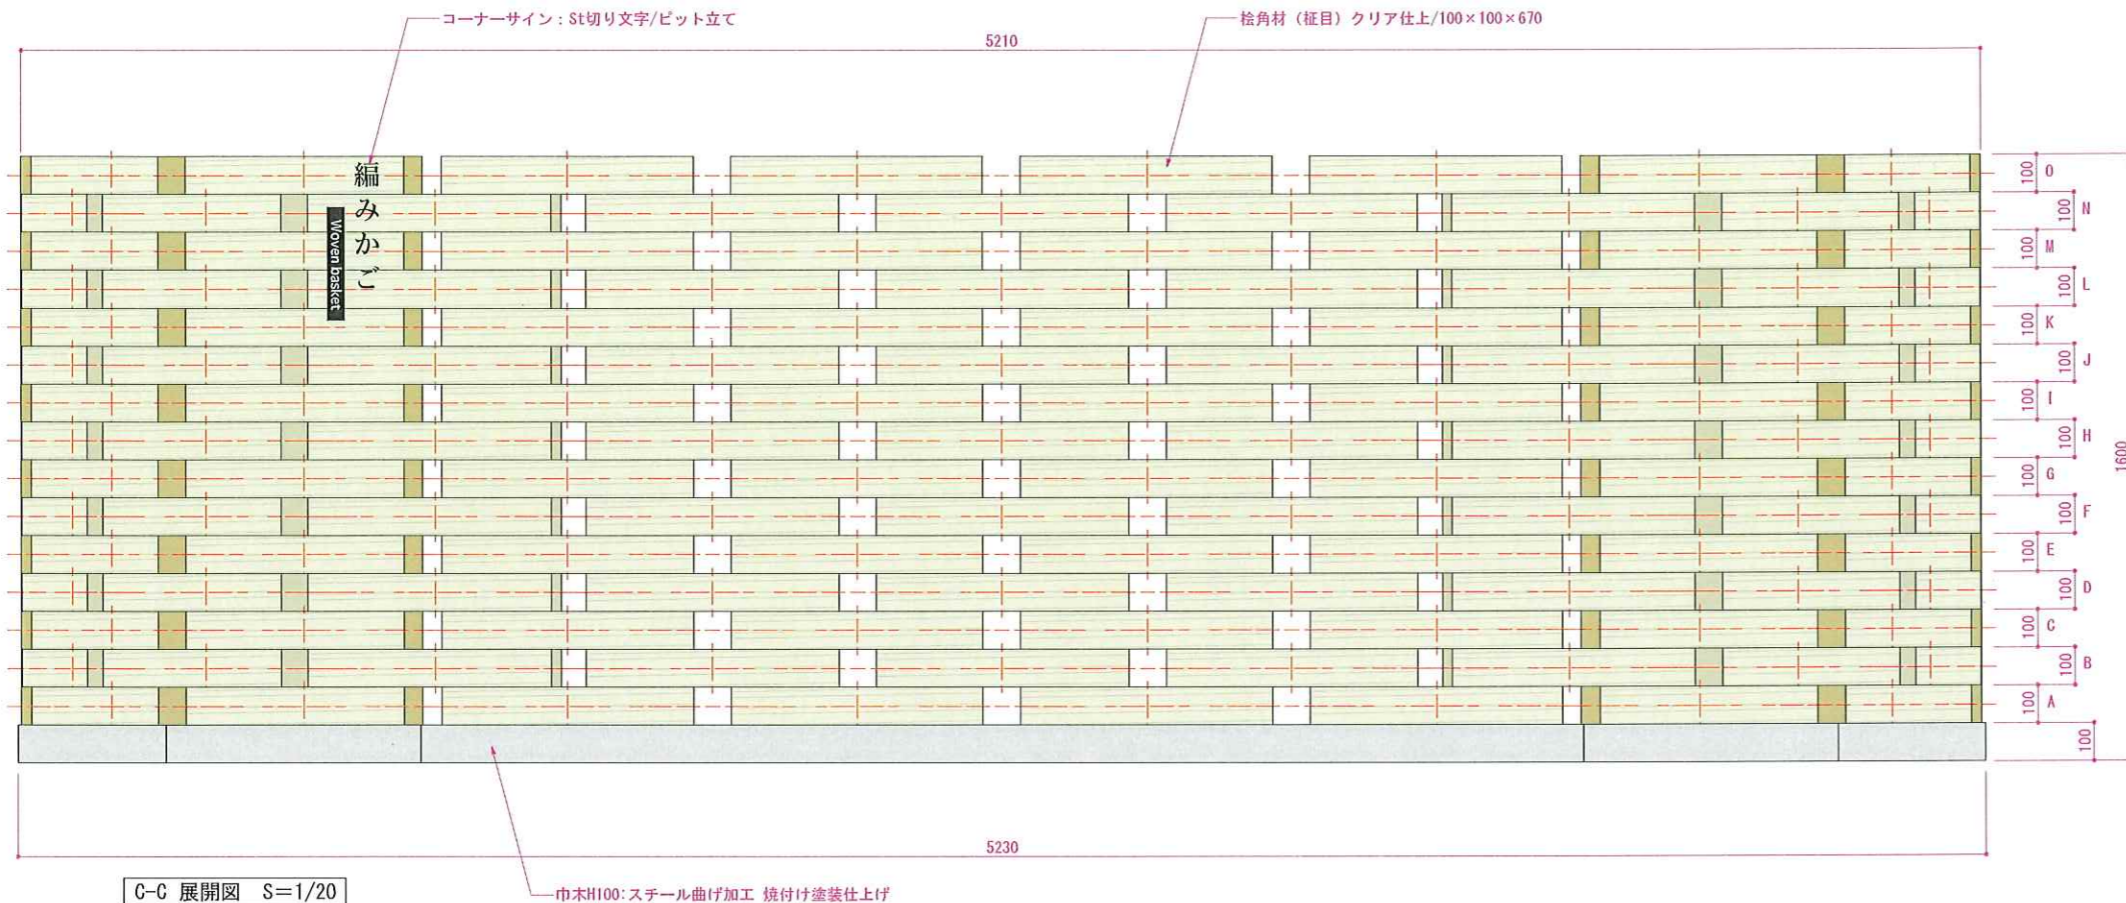 コーナーサイン：St切り文字/ピット立て
桧角材（柾目）クリア仕上/100×100×670
5210
編みかご
Woven basket
100 O
100 N
100 M
100 L
100 K
100 J
100 I
100 H
100 G
100 F
100 E
100 D
100 C
100 B
100 A
100
1600
5230
C-C 展開図 S=1/20
巾木H100:スチール曲げ加工 焼付け塗装仕上げ